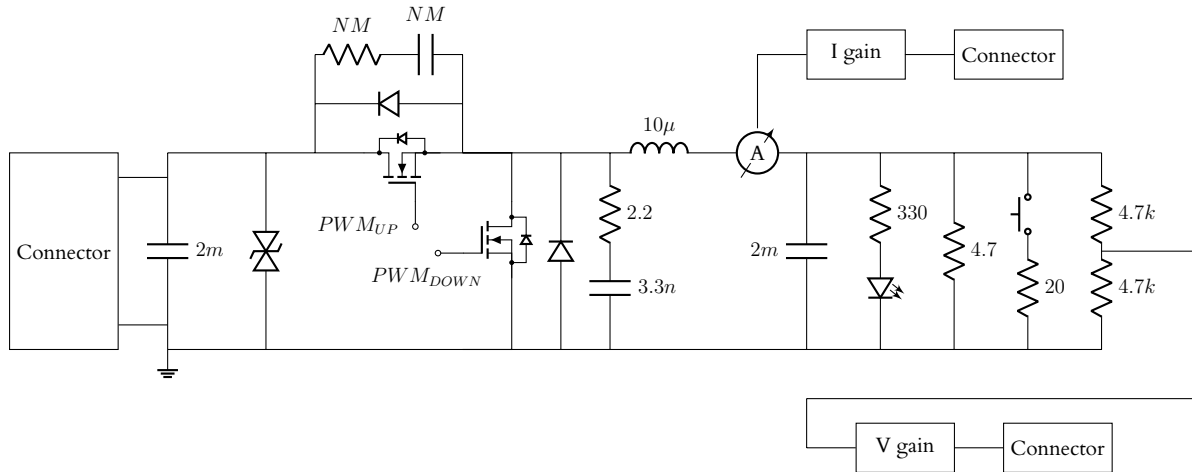 NM
NM
I gain
Connector
10μ
A
Connector
2m
PWM_UP
PWM_DOWN
2.2
3.3n
2m
330
4.7
20
4.7k
4.7k
V gain
Connector